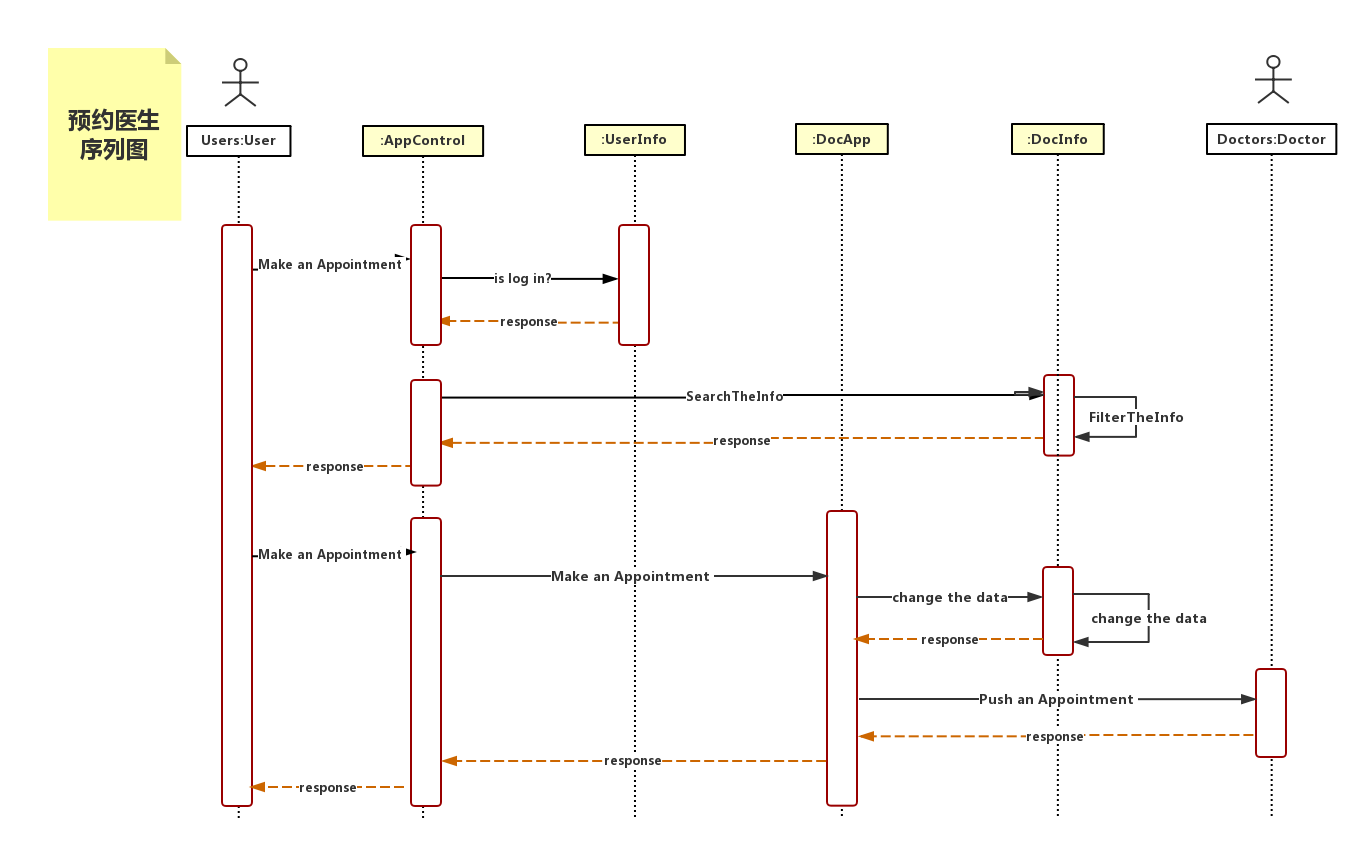 预约医生
序列图
Users:User
:AppControl
:UserInfo
:DocApp
:DocInfo
Doctors:Doctor
Make an Appointment
is log in?
response
SearchTheInfo
FilterTheInfo
response
response
Make an Appointment
Make an Appointment
change the data
change the data
response
Push an Appointment
response
response
response